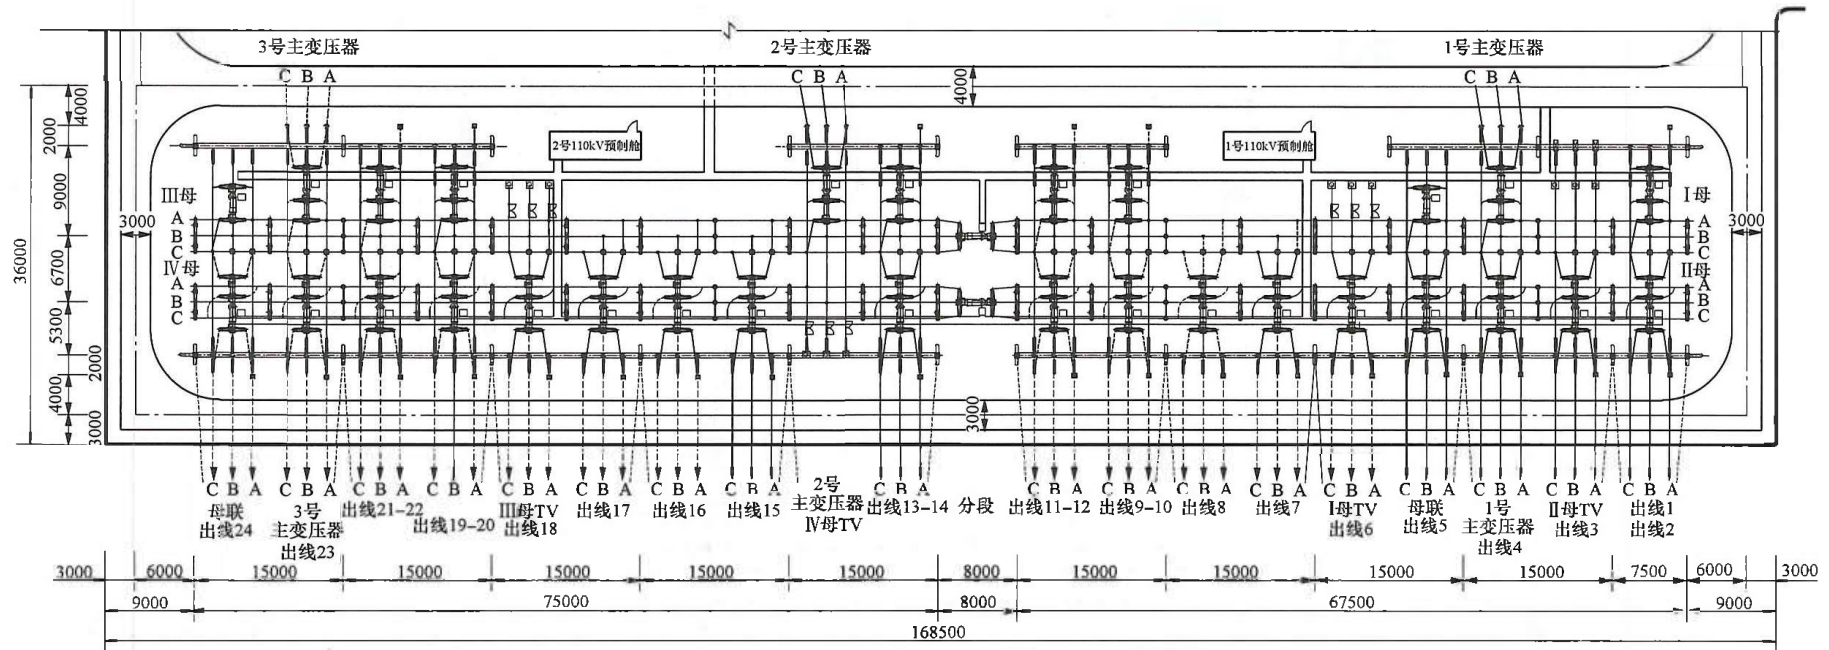 3号主变压器 2号主变压器 1号主变压器
C B A C B A C B A
4000
4000
2000
9000
6700
5300
2000
4000
3000
36000
3000
3000
3000
2号110kV预制舱 1号110kV预制舱
Ⅲ母
A
B
C
Ⅳ母
A
B
C
Ⅰ母
A
B
C
Ⅱ母
A
B
C
C B A C B A C B A C B A C B A C B A C B A C B A C B A C B A C B A C B A C B A C B A C B A C B A C B A C B A
母联
出线24
3号
主变压器
出线23
出线21-22
出线19-20
Ⅲ母TV
出线18
出线17
出线16
出线15
2号
主变压器
Ⅳ母TV
出线13-14
分段
出线11-12
出线9-10
出线8
出线7
Ⅰ母TV
出线6
母联
出线5
1号
主变压器
出线4
Ⅱ母TV
出线3
出线1
出线2
3000 6000 15000 15000 15000 15000 15000 8000 15000 15000 15000 15000 7500 6000 3000
9000 75000 8000 67500 9000
168500